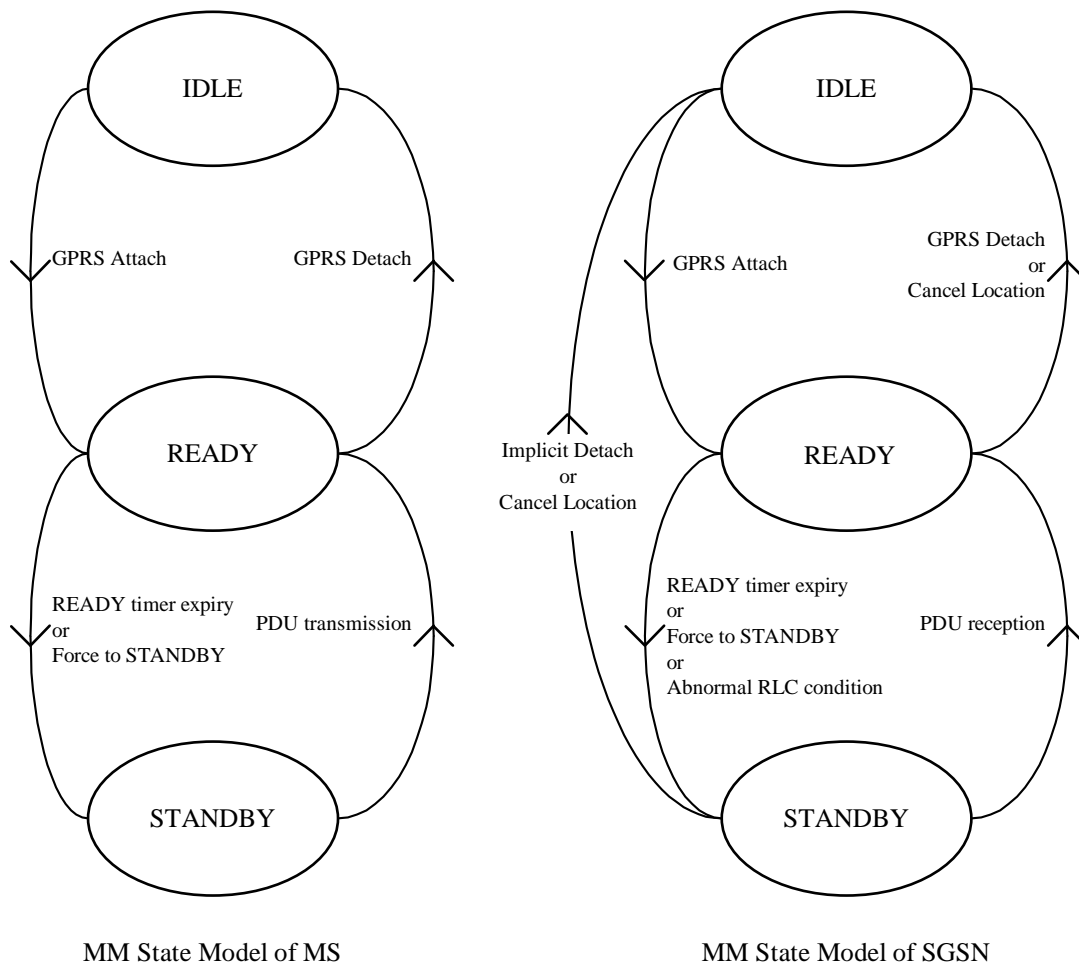 IDLE
GPRS Attach
GPRS Detach
READY
READY timer expiry
or
Force to STANDBY
PDU transmission
STANDBY
MM State Model of MS
IDLE
GPRS Attach
GPRS Detach
or
Cancel Location
Implicit Detach
or
Cancel Location
READY
READY timer expiry
or
Force to STANDBY
or
Abnormal RLC condition
PDU reception
STANDBY
MM State Model of SGSN